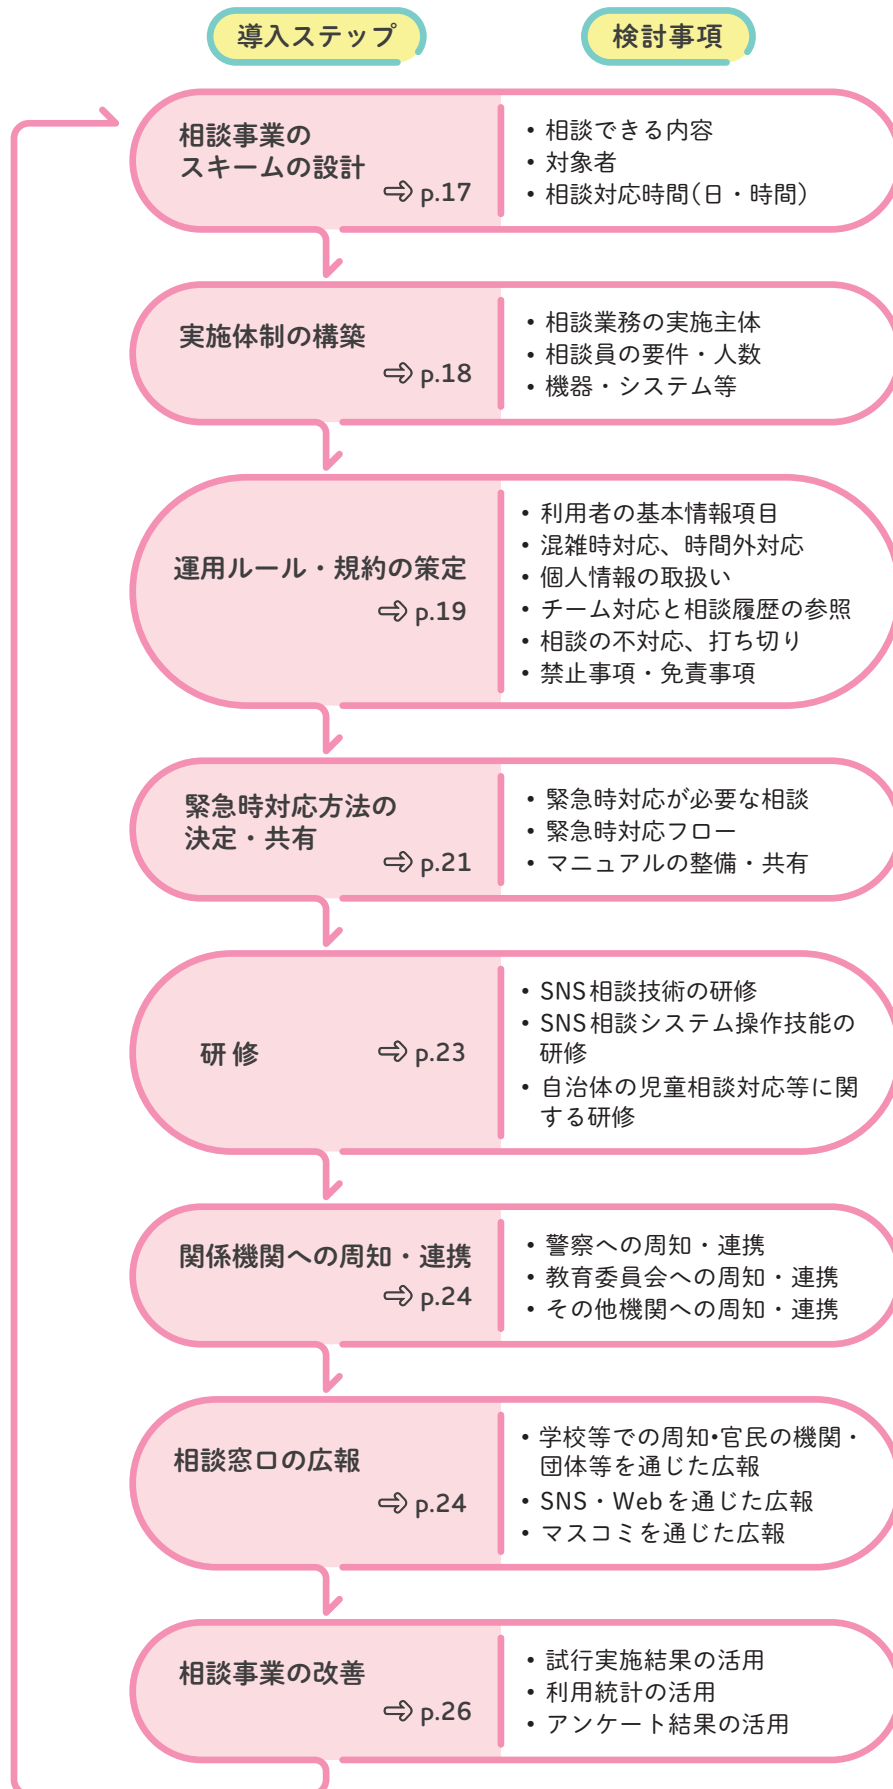 導入ステップ
検討事項
相談事業の
スキームの設計
⇨ p.17
• 相談できる内容
• 対象者
• 相談対応時間(日・時間)
実施体制の構築
⇨ p.18
• 相談業務の実施主体
• 相談員の要件・人数
• 機器・システム等
運用ルール・規約の策定
⇨ p.19
• 利用者の基本情報項目
• 混雑時対応、時間外対応
• 個人情報の取扱い
• チーム対応と相談履歴の参照
• 相談の不対応、打ち切り
• 禁止事項・免責事項
緊急時対応方法の
決定・共有
⇨ p.21
• 緊急時対応が必要な相談
• 緊急時対応フロー
• マニュアルの整備・共有
研修
⇨ p.23
• SNS相談技術の研修
• SNS相談システム操作技能の
研修
• 自治体の児童相談対応等に関
する研修
関係機関への周知・連携
⇨ p.24
• 警察への周知・連携
• 教育委員会への周知・連携
• その他機関への周知・連携
相談窓口の広報
⇨ p.24
• 学校等での周知•官民の機関・
団体等を通じた広報
• SNS・Webを通じた広報
• マスコミを通じた広報
相談事業の改善
⇨ p.26
• 試行実施結果の活用
• 利用統計の活用
• アンケート結果の活用